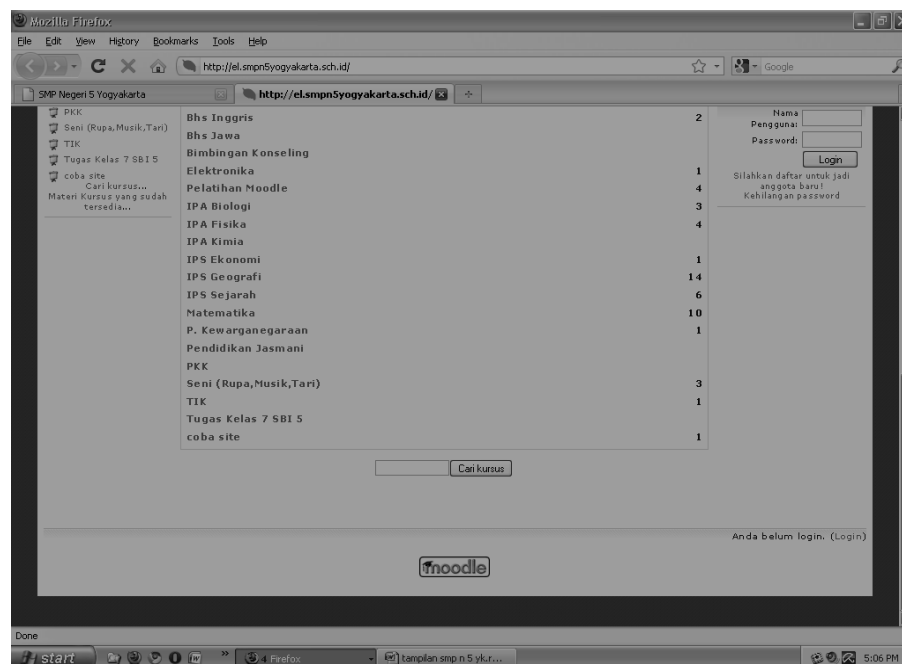 Mozilla Firefox
File Edit View History Bookmarks Tools Help
http://el.smpn5yogyakarta.sch.id/
Google
SMP Negeri 5 Yogyakarta
http://el.smpn5yogyakarta.sch.id/
PKK
Seni (Rupa,Musik,Tari)
TIK
Tugas Kelas 7 SBI 5
coba site
Cari kursus...
Materi Kursus yang sudah
tersedia...
Bhs Inggris 2
Bhs Jawa
Bimbingan Konseling
Elektronika 1
Pelatihan Moodle 4
IPA Biologi 3
IPA Fisika 4
IPA Kimia
IPS Ekonomi 1
IPS Geografi 14
IPS Sejarah 6
Matematika 10
P. Kewarganegaraan 1
Pendidikan Jasmani
PKK
Seni (Rupa,Musik,Tari) 3
TIK 1
Tugas Kelas 7 SBI 5
coba site 1
Cari kursus
Nama
Pengguna:
Password:
Login
Silahkan daftar untuk jadi
anggota baru!
Kehilangan password
Anda belum login. (Login)
moodle
Done
start
4 Firefox
tampilan smp n 5 yk.r...
5:06 PM